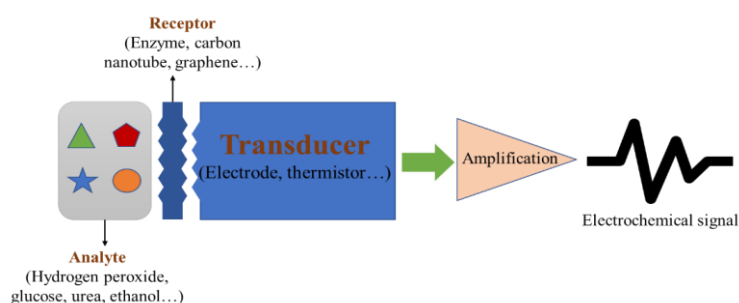 Receptor
(Enzyme, carbon
nanotube, graphene…)
Transducer
(Electrode, thermistor…)
Amplification
Electrochemical signal
Analyte
(Hydrogen peroxide,
glucose, urea, ethanol…)